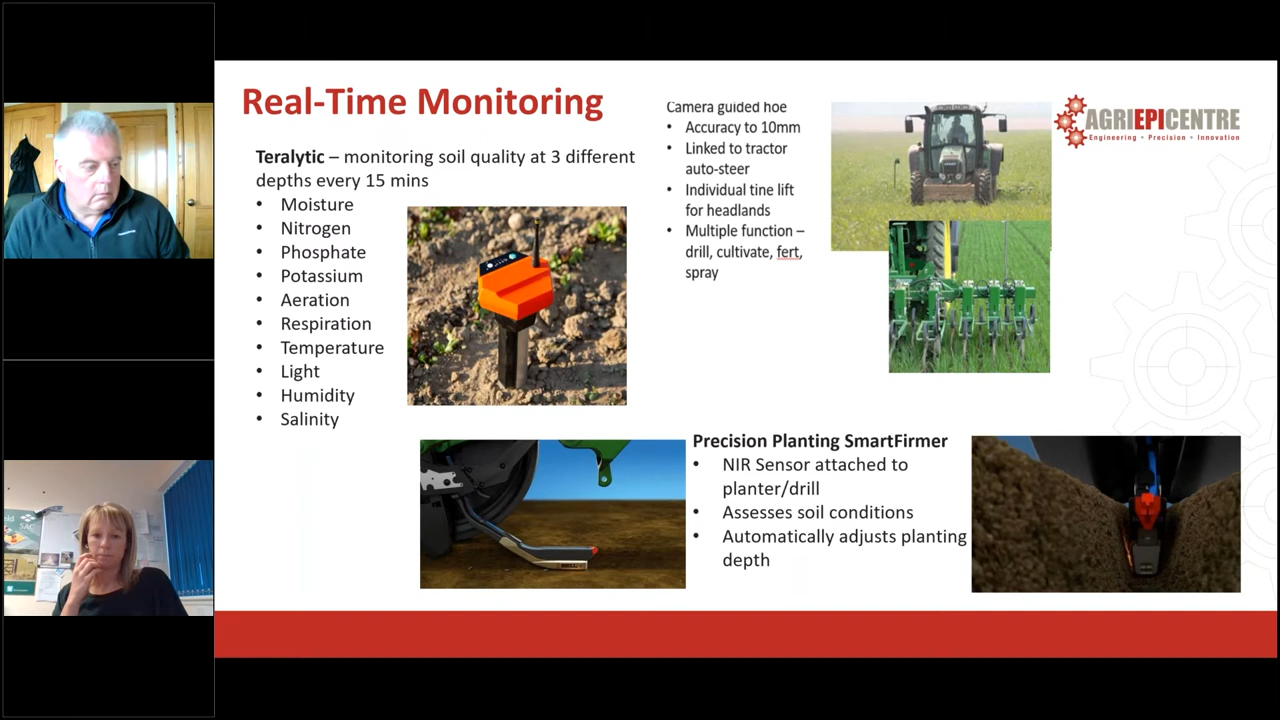 Real-Time Monitoring
Teralytic – monitoring soil quality at 3 different
depths every 15 mins
• Moisture
• Nitrogen
• Phosphate
• Potassium
• Aeration
• Respiration
• Temperature
• Light
• Humidity
• Salinity
Camera guided hoe
• Accuracy to 10mm
• Linked to tractor
auto-steer
• Individual tine lift
for headlands
• Multiple function –
drill, cultivate, fert,
spray
AGRIEPICENTRE
Engineering • Precision • Innovation
Precision Planting SmartFirmer
• NIR Sensor attached to
planter/drill
• Assesses soil conditions
• Automatically adjusts planting
depth
SAC